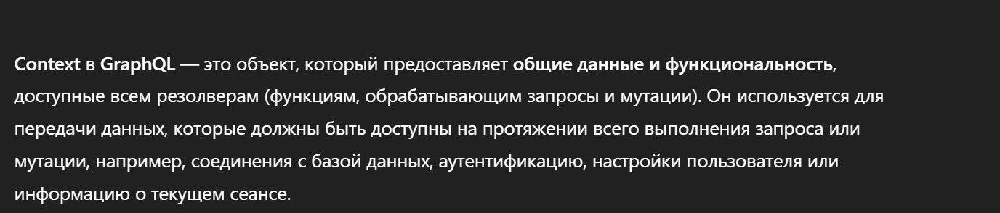 Context в GraphQL — это объект, который предоставляет общие данные и функциональность,
доступные всем резолверам (функциям, обрабатывающим запросы и мутации). Он используется для
передачи данных, которые должны быть доступны на протяжении всего выполнения запроса или
мутации, например, соединения с базой данных, аутентификацию, настройки пользователя или
информацию о текущем сеансе.